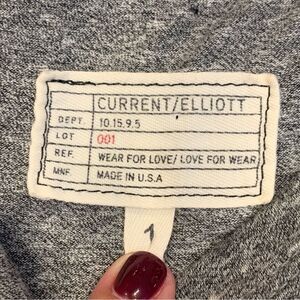 CURRENT/ELLIOTT
DEPT 10.15.9.5
LOT 001
REF. WEAR FOR LOVE/ LOVE FOR WEAR
MNF. MADE IN U.S.A
1